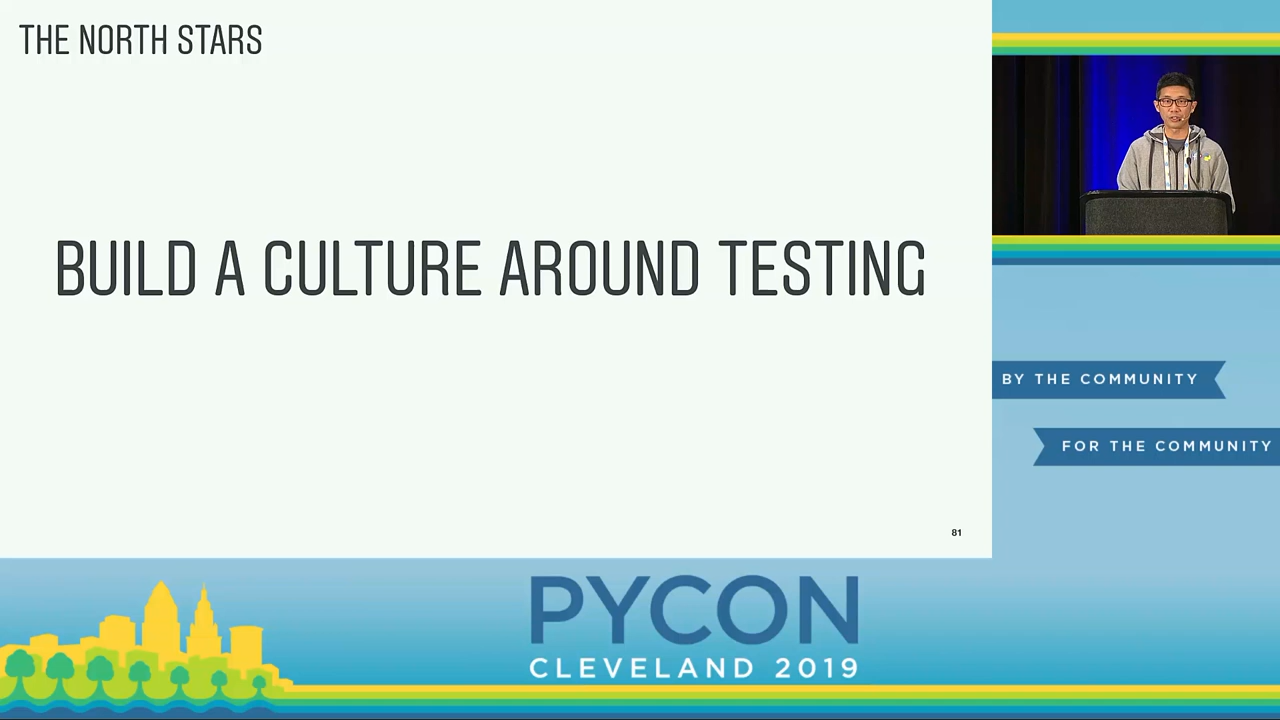 THE NORTH STARS
BUILD A CULTURE AROUND TESTING
81
BY THE COMMUNITY
FOR THE COMMUNITY
PYCON
CLEVELAND 2019